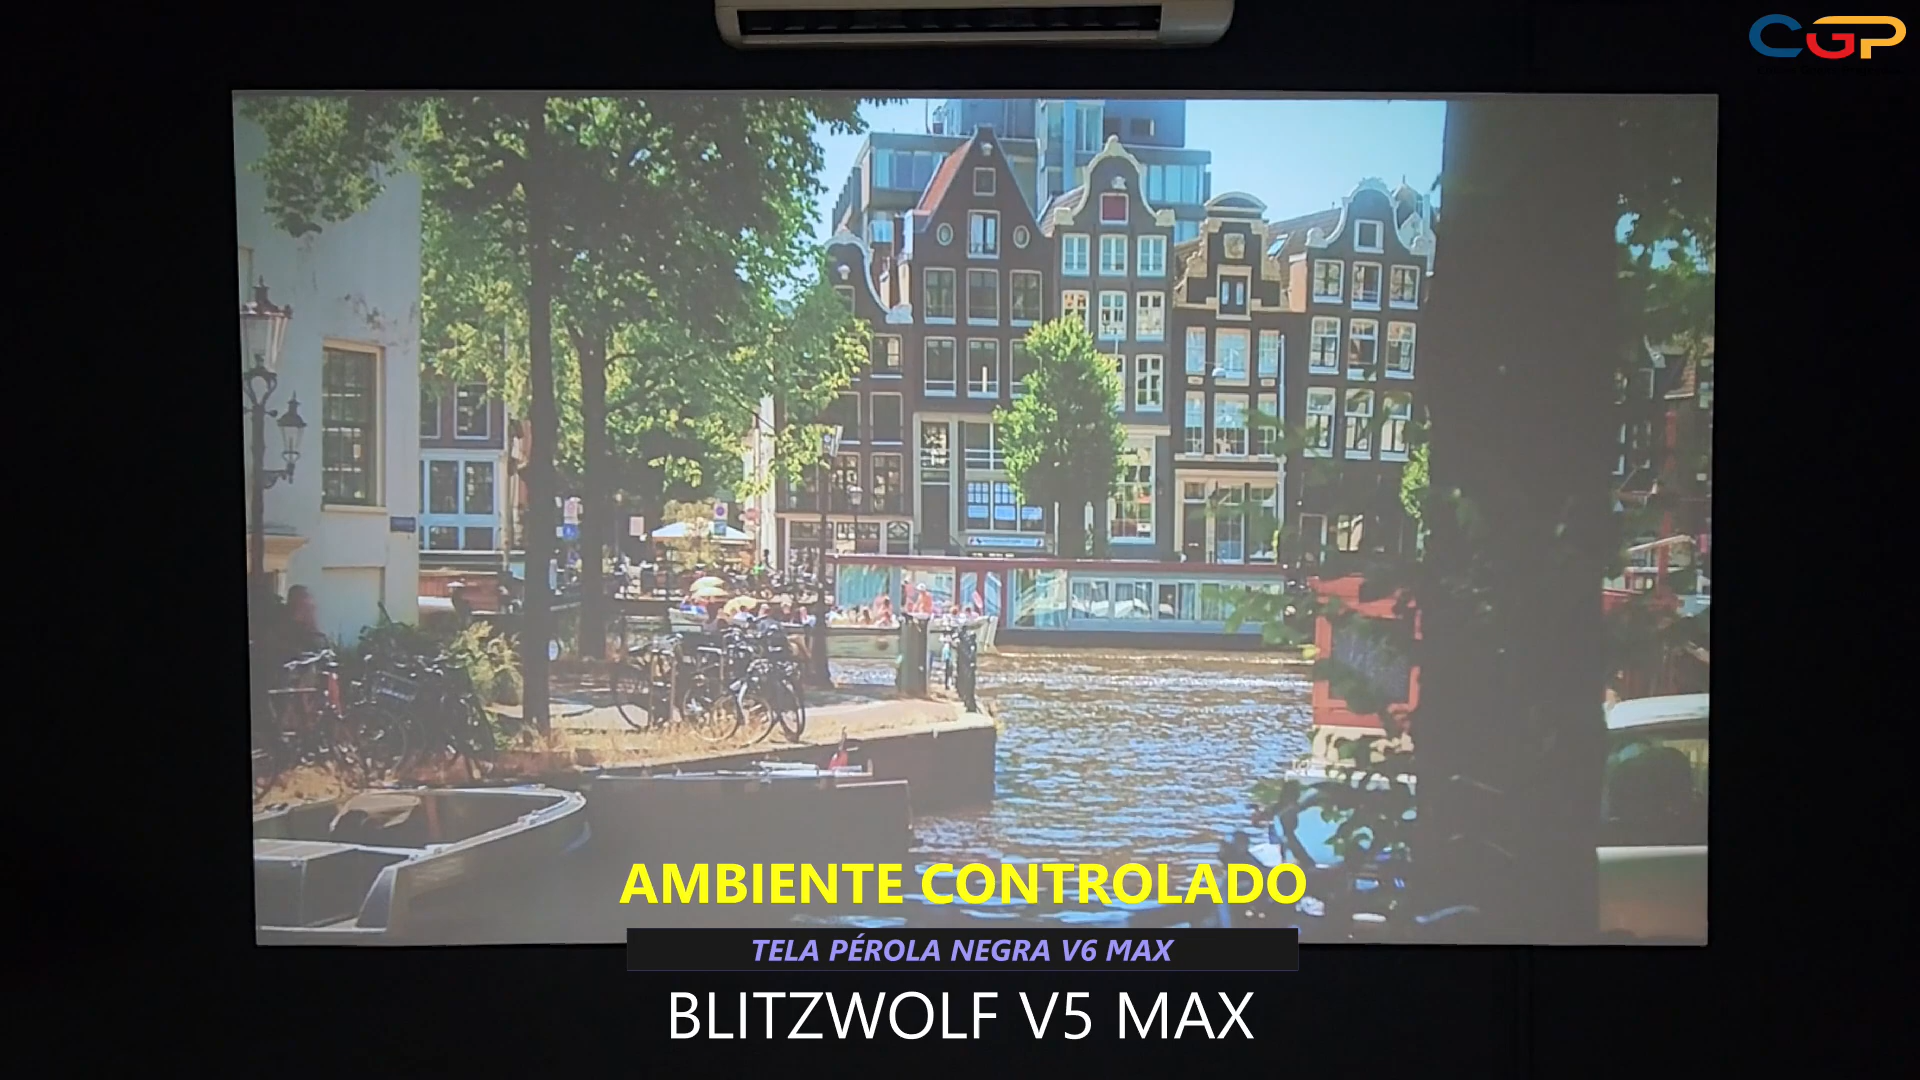 CGP
AMBIENTE CONTROLADO
TELA PÉROLA NEGRA V6 MAX
BLITZWOLF V5 MAX